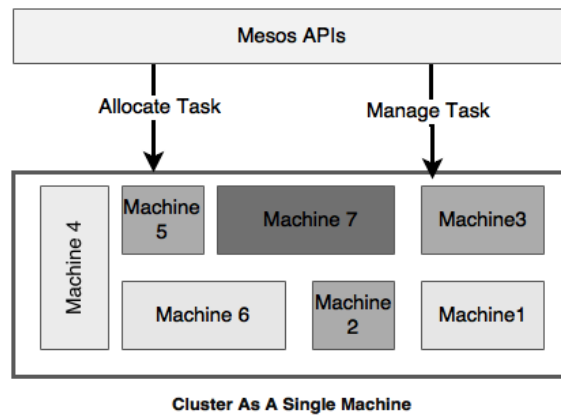 Mesos APIs
Allocate Task
Manage Task
Machine 4
Machine
5
Machine 7
Machine3
Machine 6
Machine
2
Machine1
Cluster As A Single Machine